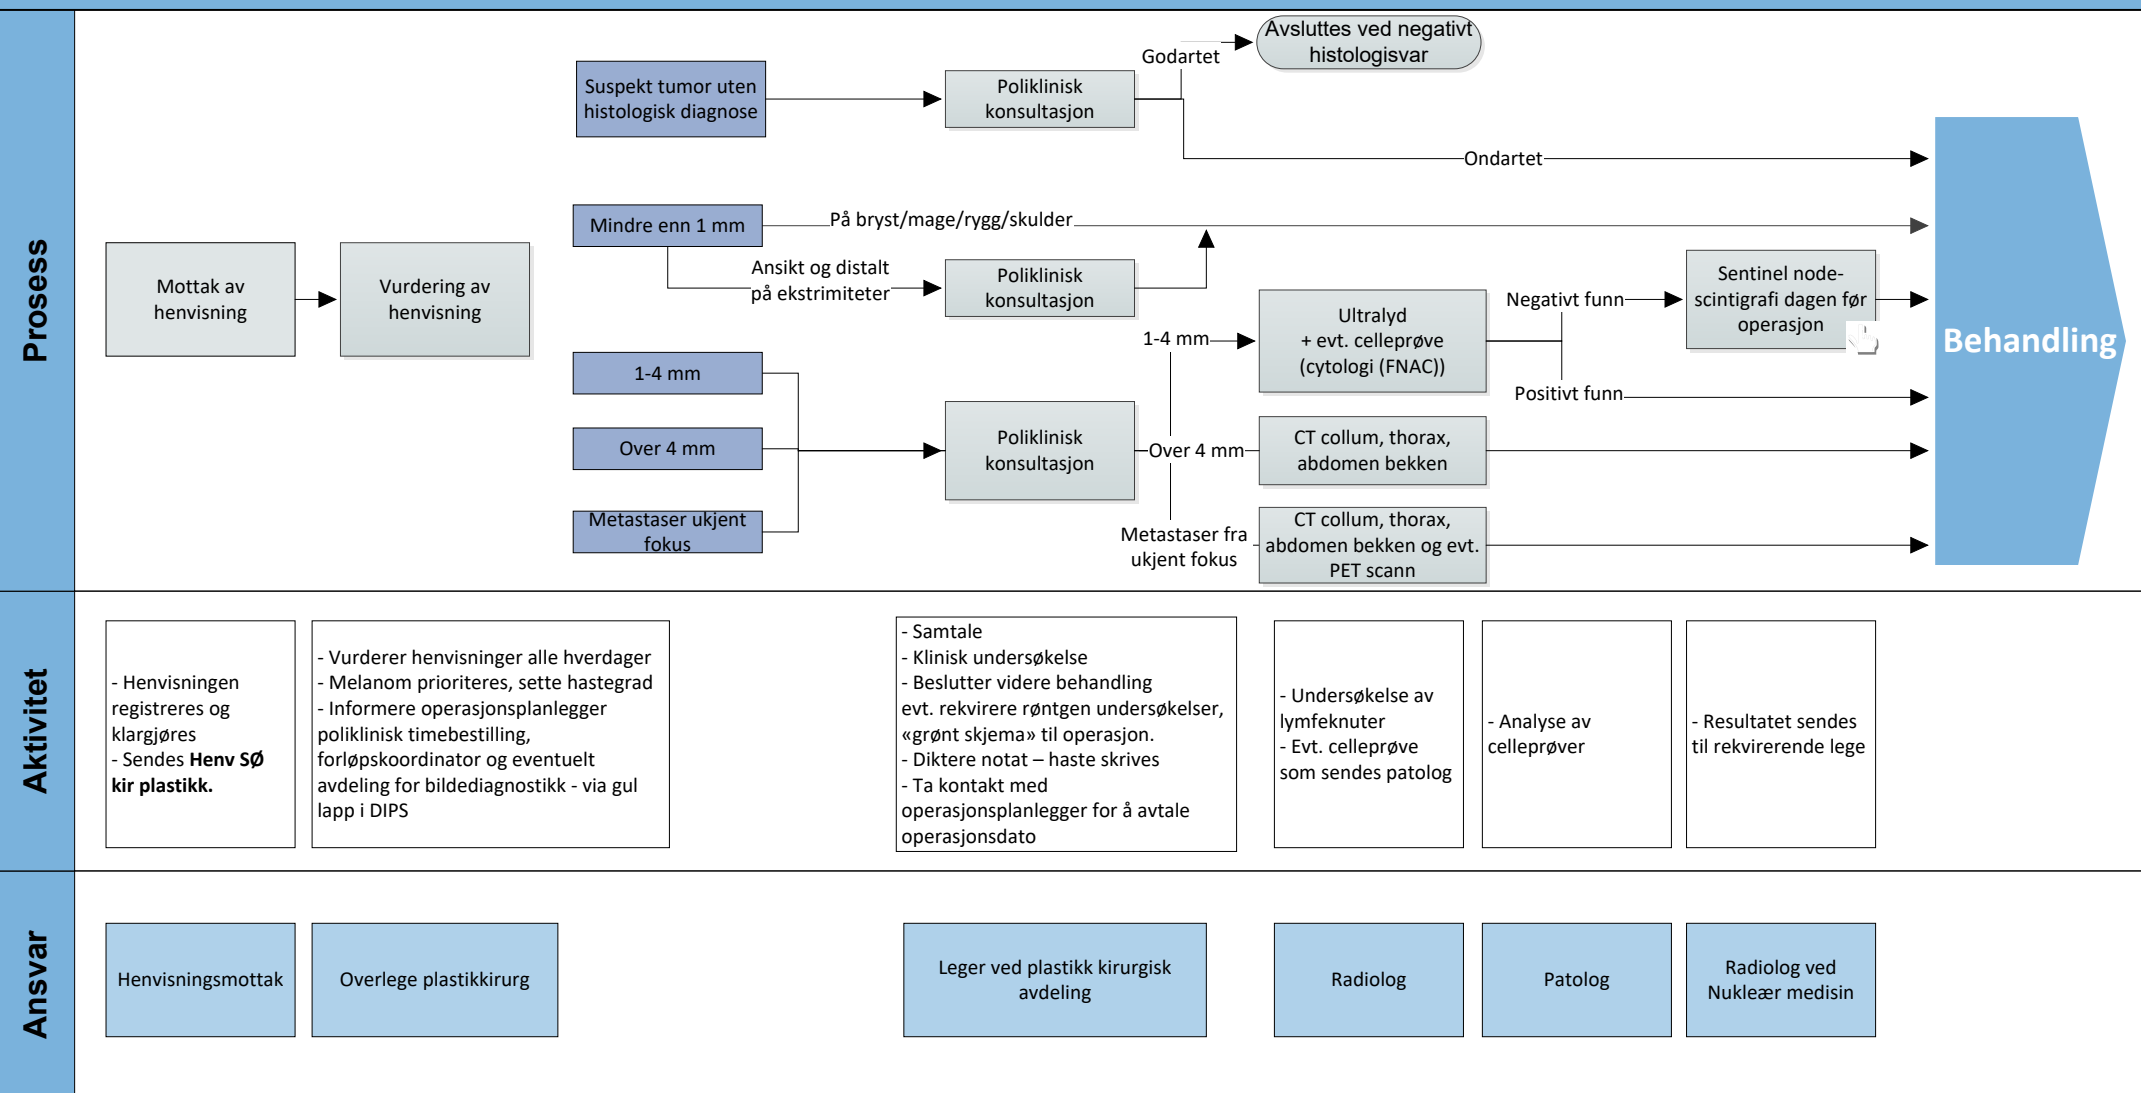 Prosess
Avsluttes ved negativt
histologisvar
Godartet
Suspekt tumor uten
histologisk diagnose
Poliklinisk
konsultasjon
Ondartet
Mindre enn 1 mm
På bryst/mage/rygg/skulder
Ansikt og distalt
på ekstrimiteter
Poliklinisk
konsultasjon
Mottak av
henvisning
Vurdering av
henvisning
Sentinel node-
scintigrafi dagen før
operasjon
Negativt funn
Ultralyd
+ evt. celleprøve
(cytologi (FNAC))
1-4 mm
Behandling
1-4 mm
Positivt funn
Over 4 mm
Poliklinisk
konsultasjon
Over 4 mm
CT collum, thorax,
abdomen bekken
Metastaser ukjent
fokus
Metastaser fra
ukjent fokus
CT collum, thorax,
abdomen bekken og evt.
PET scann
Aktivitet
- Henvisningen
registreres og
klargjøres
- Sendes Henv SØ
kir plastikk.
- Vurderer henvisninger alle hverdager
- Melanom prioriteres, sette hastegrad
- Informere operasjonsplanlegger
poliklinisk timebestilling,
forløpskoordinator og eventuelt
avdeling for bildediagnostikk - via gul
lapp i DIPS
- Samtale
- Klinisk undersøkelse
- Beslutter videre behandling
evt. rekvirere røntgen undersøkelser,
«grønt skjema» til operasjon.
- Diktere notat – haste skrives
- Ta kontakt med
operasjonsplanlegger for å avtale
operasjonsdato
- Undersøkelse av
lymfeknuter
- Evt. celleprøve
som sendes patolog
- Analyse av
celleprøver
- Resultatet sendes
til rekvirerende lege
Ansvar
Henvisningsmottak
Overlege plastikkirurg
Leger ved plastikk kirurgisk
avdeling
Radiolog
Patolog
Radiolog ved
Nukleær medisin